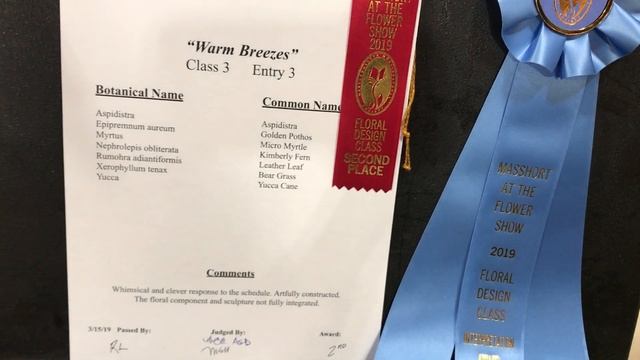 "Warm Breezes"
Class 3 Entry 3
Botanical Name
Aspidistra
Epipremnum aureum
Myrtus
Nephrolepis obliterata
Rumohra adiantiformis
Xerophyllum tenax
Yucca
Common Name
Aspidistra
Golden Pothos
Micro Myrtle
Kimberly Fern
Leather Leaf
Bear Grass
Yucca Cane
Comments
Whimsical and clever response to the schedule. Artfully constructed.
The floral component and sculpture not fully integrated.
3/15/19 Passed By:
RL
Judged By:
MGH
Award:
2ND
MASSHORT
AT THE
FLOWER
SHOW
2019
FLORAL
DESIGN
CLASS
SECOND
PLACE
MASSHORT
AT THE
FLOWER
SHOW
2019
FLORAL
DESIGN
CLASS
INTERPRETATION